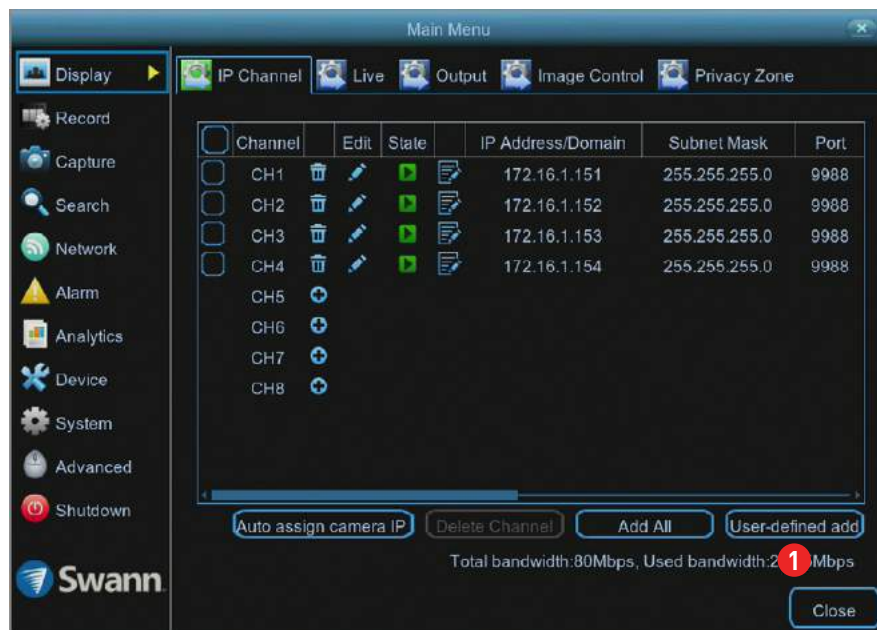 Main Menu
Display
IP Channel
Live
Output
Image Control
Privacy Zone
Record
Capture
Search
Network
Alarm
Analytics
Device
System
Advanced
Shutdown
Channel Edit State IP Address/Domain Subnet Mask Port
CH1 172.16.1.151 255.255.255.0 9988
CH2 172.16.1.152 255.255.255.0 9988
CH3 172.16.1.153 255.255.255.0 9988
CH4 172.16.1.154 255.255.255.0 9988
CH5
CH6
CH7
CH8
Auto assign camera IP
Delete Channel
Add All
User-defined add
Total bandwidth:80Mbps, Used bandwidth:2 Mbps
1
Swann
Close